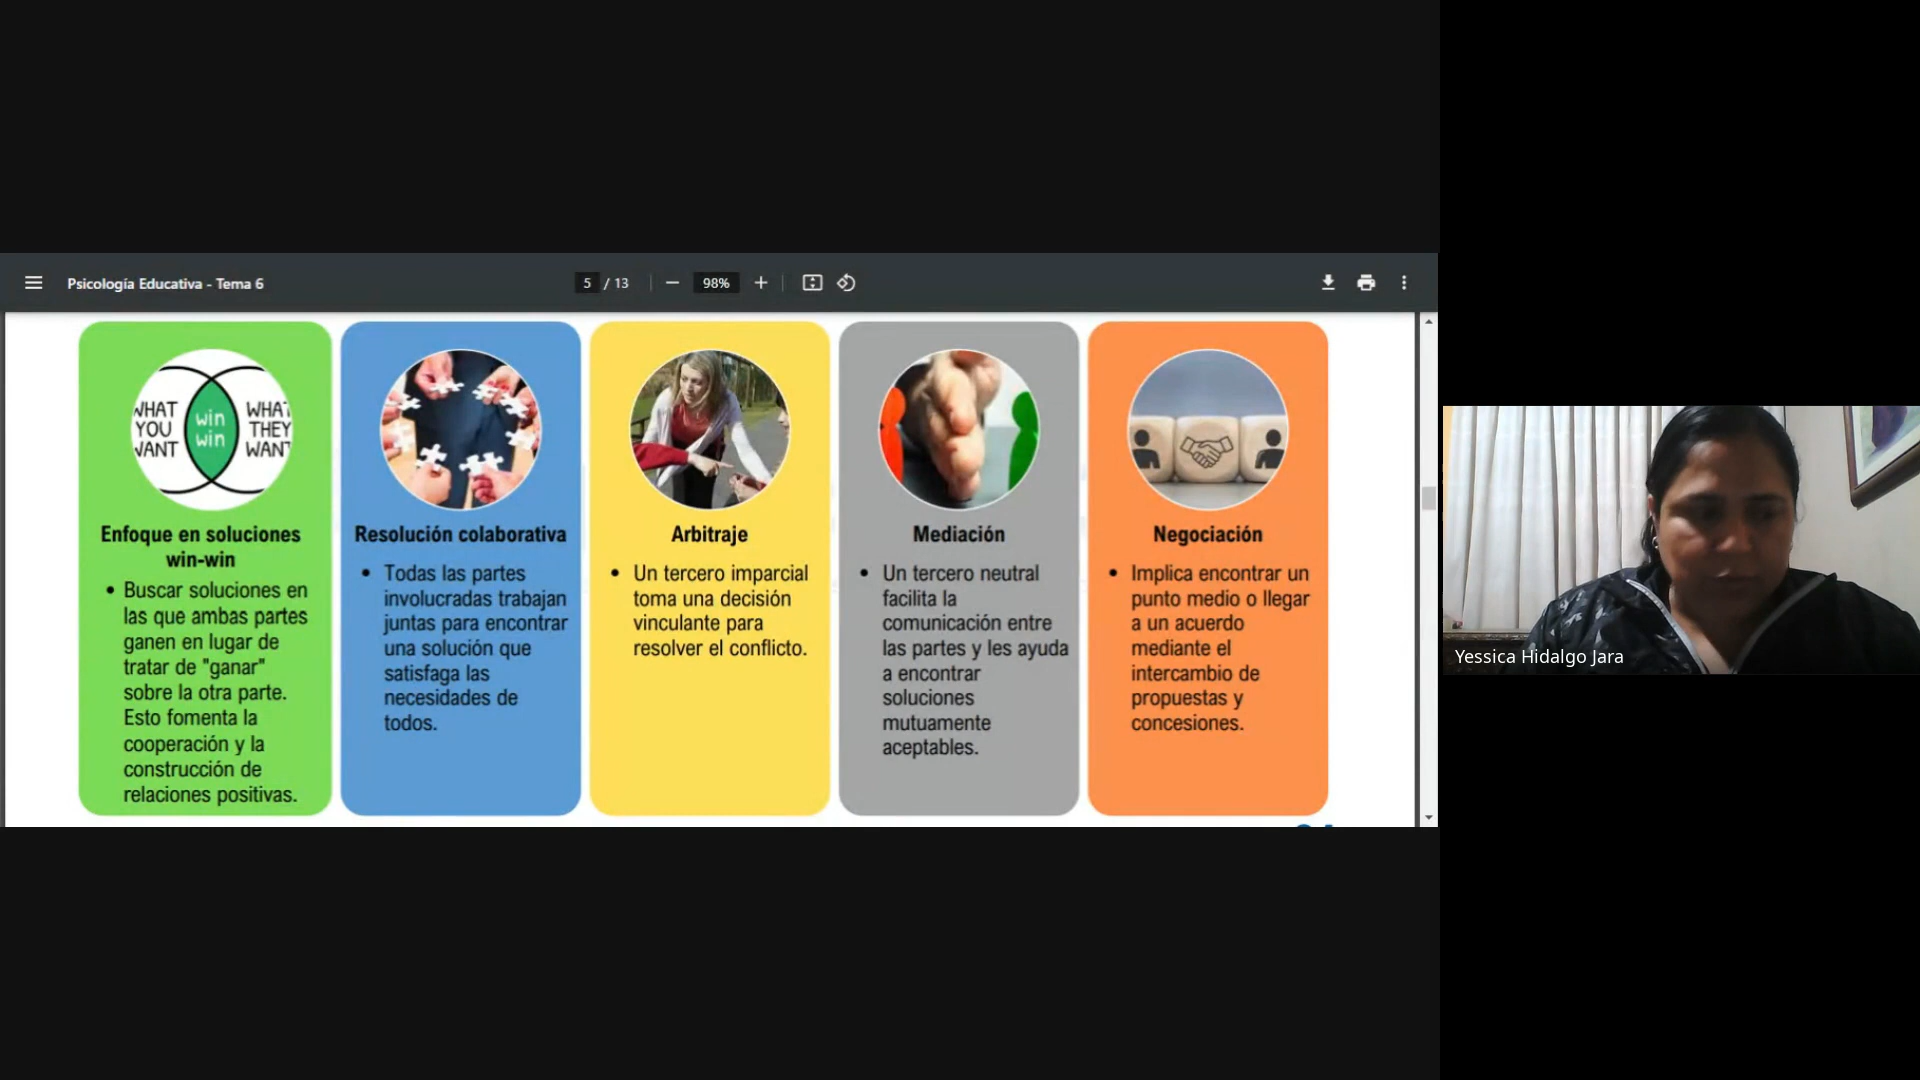 Psicología Educativa - Tema 6
5 / 13
98%
WHAT
YOU
WANT
win
win
WHAT
THEY
WANT
Enfoque en soluciones
win-win
• Buscar soluciones en
las que ambas partes
ganen en lugar de
tratar de "ganar"
sobre la otra parte.
Esto fomenta la
cooperación y la
construcción de
relaciones positivas.
Resolución colaborativa
• Todas las partes
involucradas trabajan
juntas para encontrar
una solución que
satisfaga las
necesidades de
todos.
Arbitraje
• Un tercero imparcial
toma una decisión
vinculante para
resolver el conflicto.
Mediación
• Un tercero neutral
facilita la
comunicación entre
las partes y les ayuda
a encontrar
soluciones
mutuamente
aceptables.
Negociación
• Implica encontrar un
punto medio o llegar
a un acuerdo
mediante el
intercambio de
propuestas y
concesiones.
Yessica Hidalgo Jara